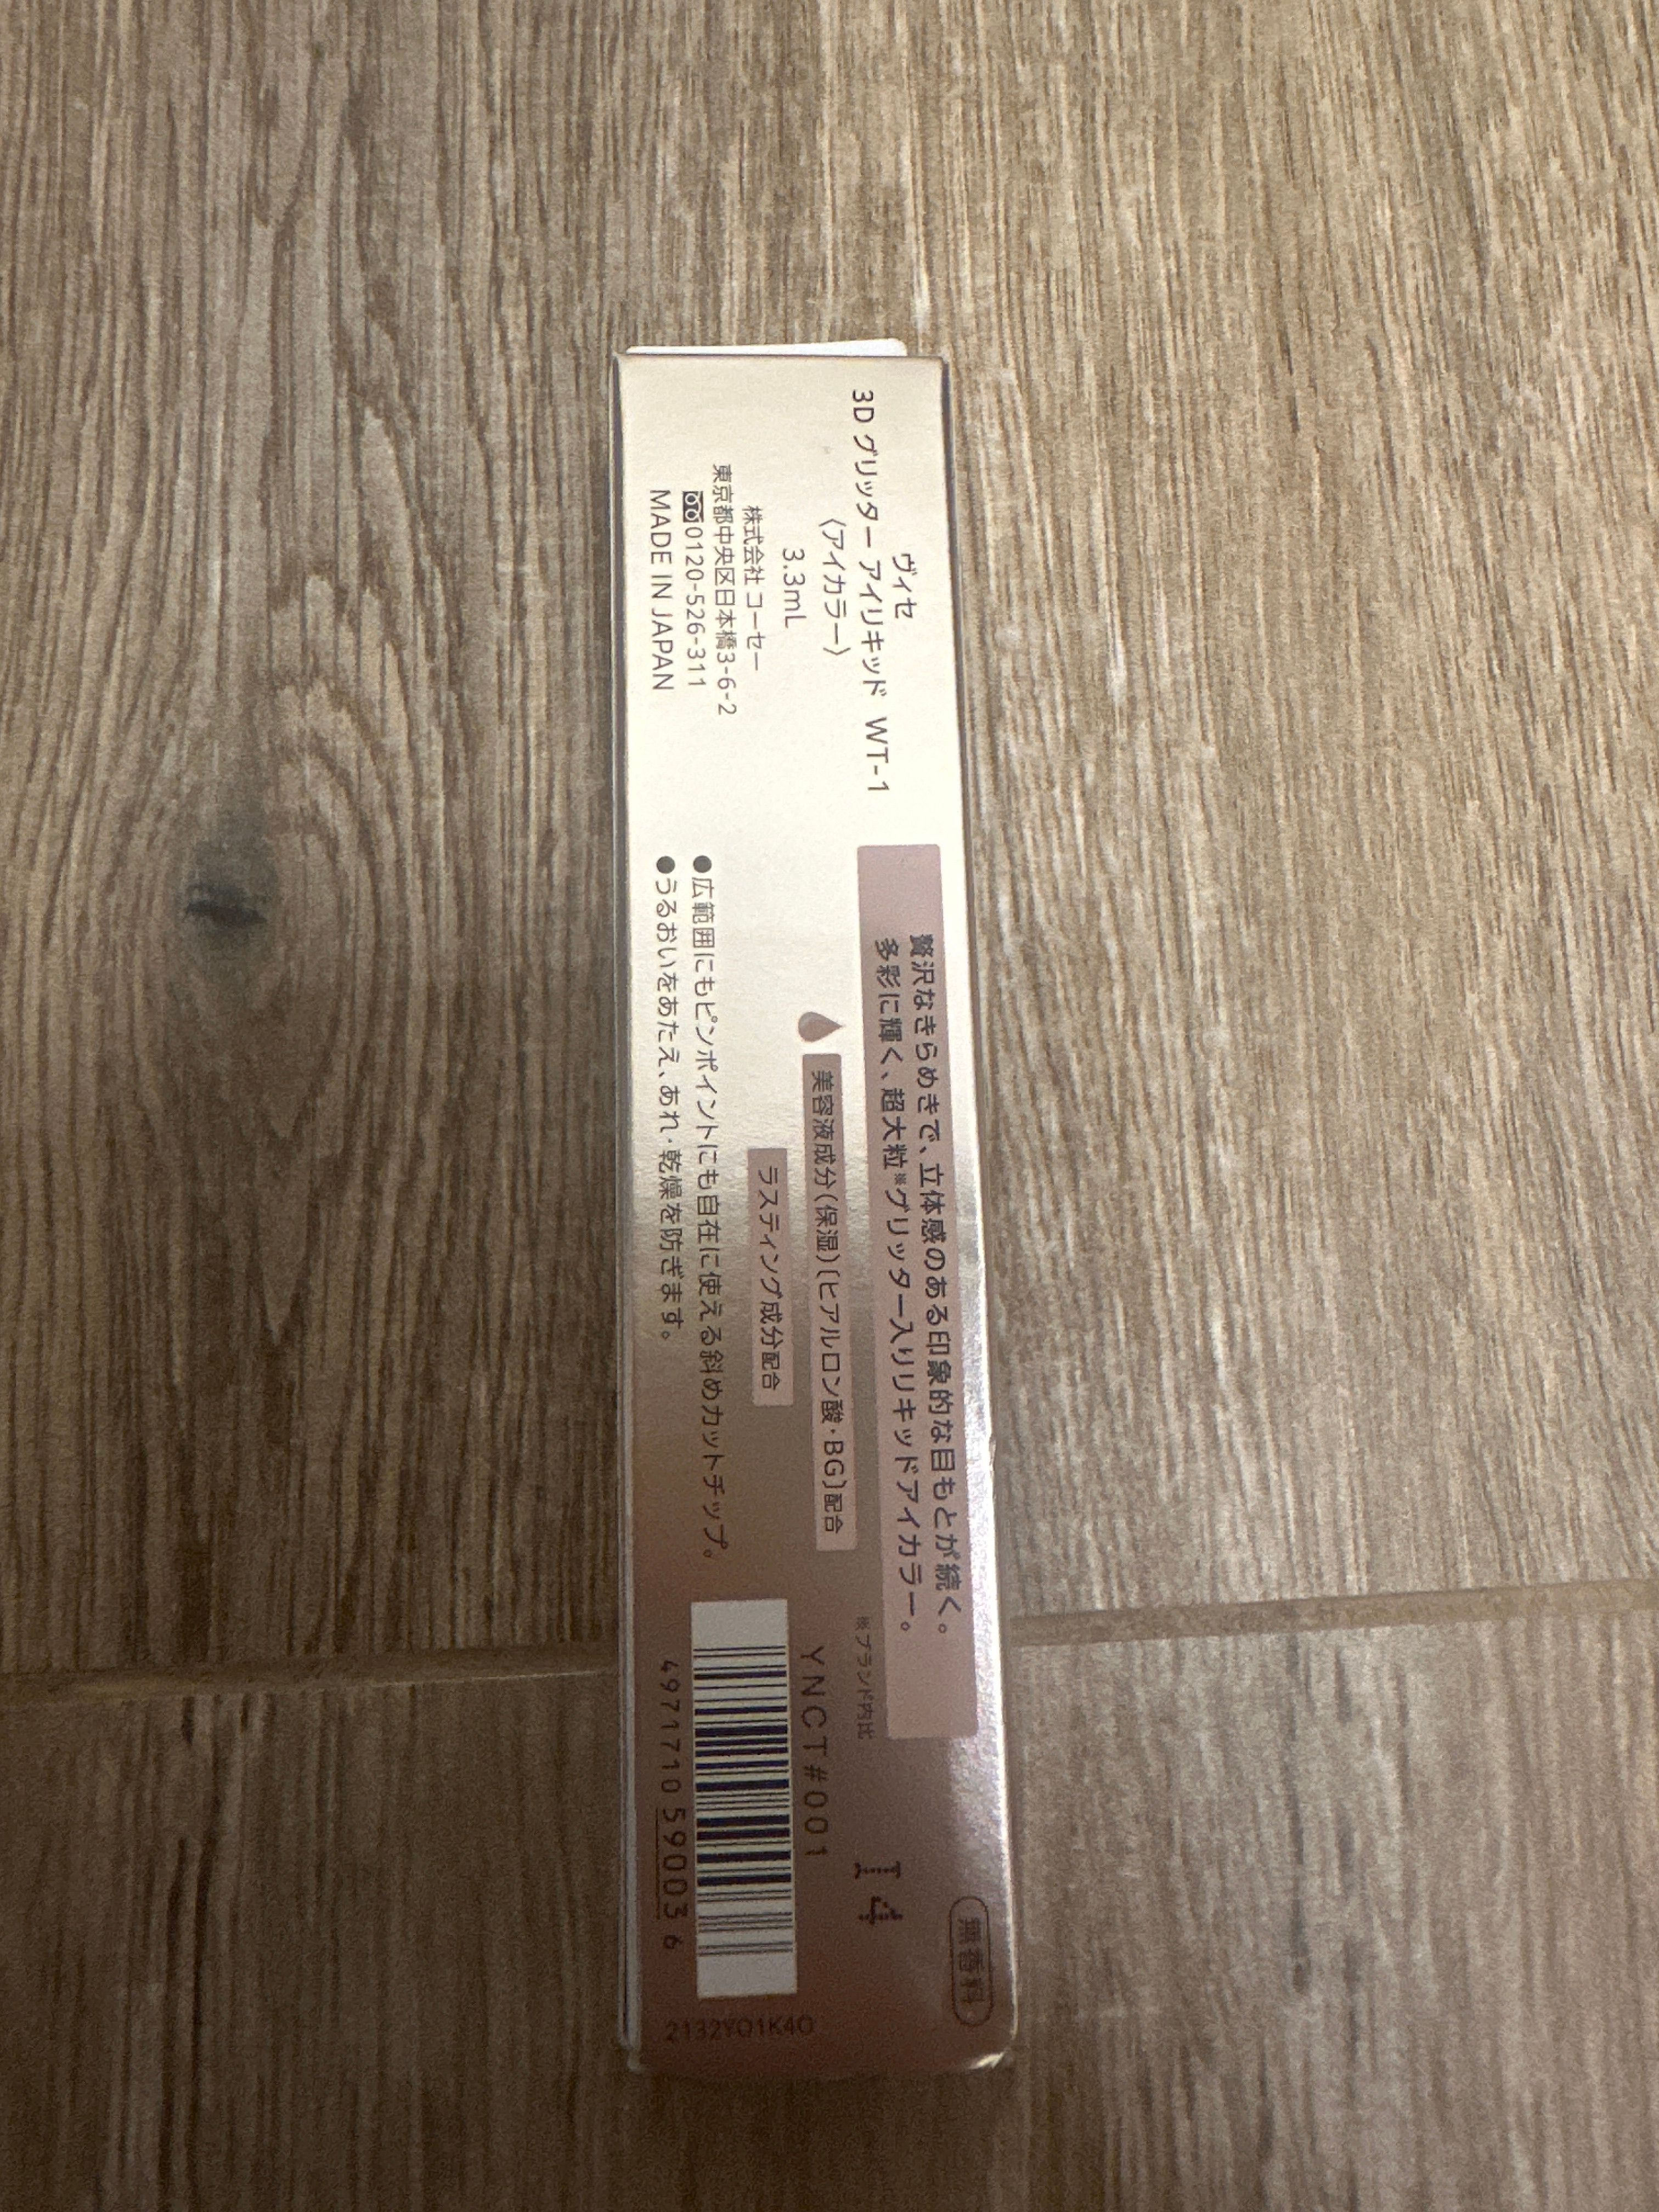 ヴィセ
3D グリッター アイリキッド WT-1
〈アイカラー〉
3.3mL
株式会社 コーセー
東京都中央区日本橋3-6-2
0120-526-311
MADE IN JAPAN
贅沢なきらめきで、立体感のある印象的な目もとが続く。
多彩に輝く、超大粒※グリッター入りリキッドアイカラー。
※ブランド内比
美容液成分(保湿)〔ヒアルロン酸・BG〕配合
ラスティング成分配合
●広範囲にもピンポイントにも自在に使える斜めカットチップ。
●うるおいをあたえ、あれ・乾燥を防ぎます。
無香料
I4
YNCT#001
4971710 590036
2132Y01K40